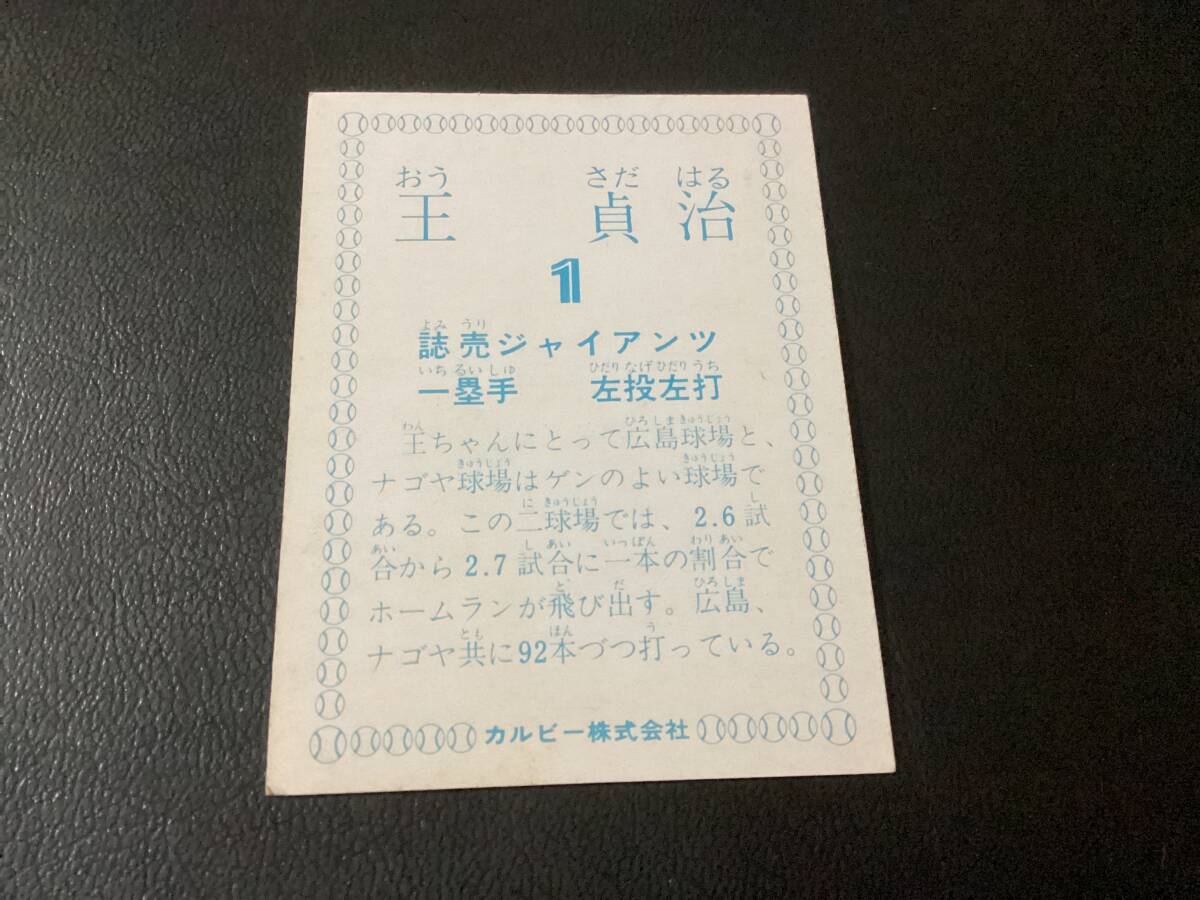 おう さだ はる
王 貞 治
1
よみ うり
誌売ジャイアンツ
いち るい しゅ ひだり なげ ひだり うち
一塁手 左投左打
わん ひろ しま きゅうじょう
王ちゃんにとって広島球場と、
きゅうじょう きゅうじょう
ナゴヤ球場はゲンのよい球場で
に きゅうじょう し
ある。この二球場では、2.6試
あい し あい いっぽん わり あい
合から2.7試合に一本の割合で
と だ ひろ しま
ホームランが飛び出す。広島、
とも ほん う
ナゴヤ共に92本づつ打っている。
カルビー株式会社